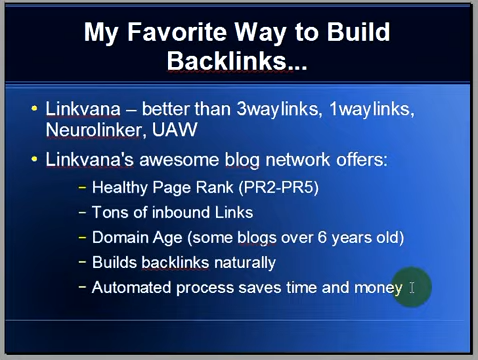 My Favorite Way to Build
Backlinks...
• Linkvana – better than 3waylinks, 1waylinks,
Neurolinker, UAW
• Linkvana's awesome blog network offers:
– Healthy Page Rank (PR2-PR5)
– Tons of inbound Links
– Domain Age (some blogs over 6 years old)
– Builds backlinks naturally
– Automated process saves time and money